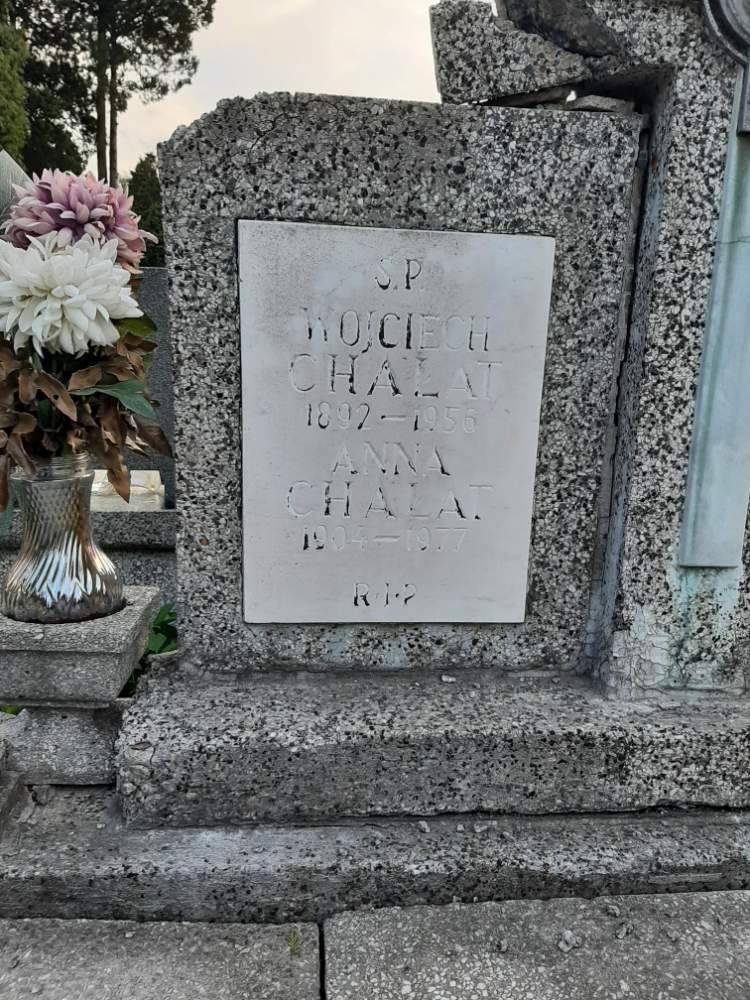 S.P.
WOJCIECH
CHAŁAT
1892–1956
ANNA
CHAŁAT
1904–1977
R.I.P